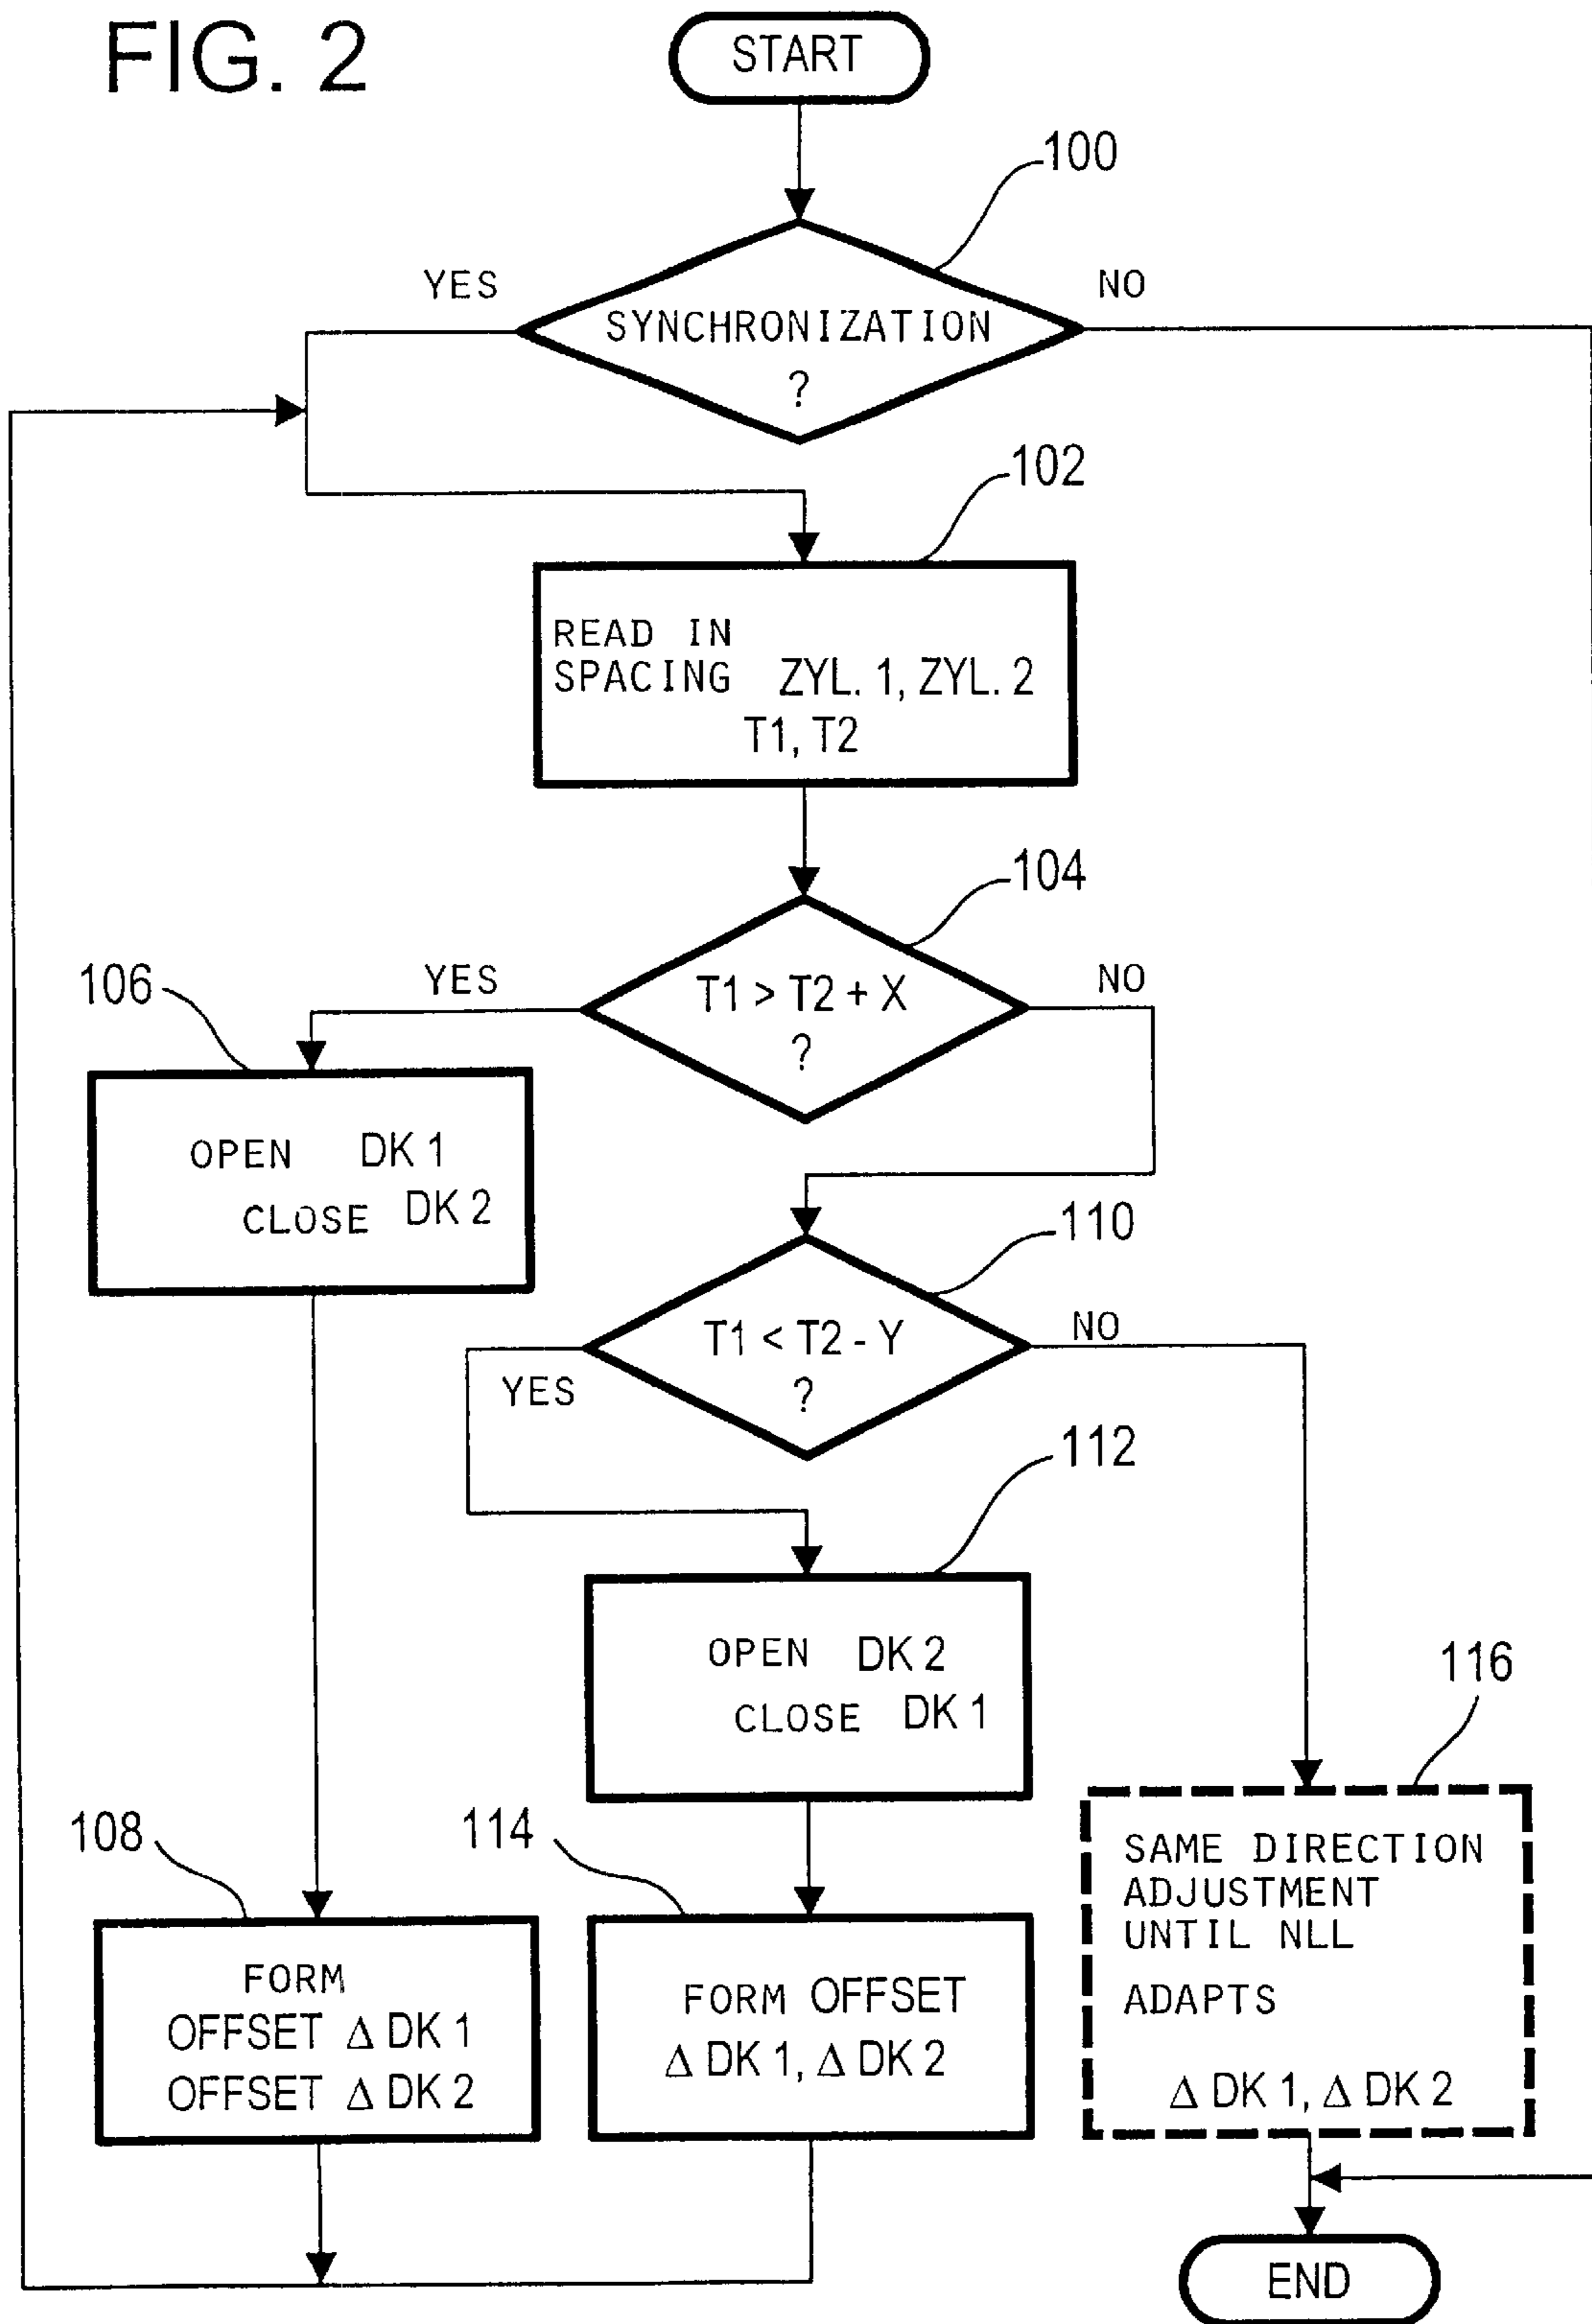 FIG. 2
START
100
YES
NO
SYNCHRONIZATION
?
102
READ IN
SPACING ZYL. 1, ZYL. 2
T1, T2
104
106
YES
NO
T1 > T2 + X
?
OPEN DK 1
CLOSE DK 2
110
T1 < T2 - Y
NO
YES
?
112
OPEN DK 2
CLOSE DK 1
116
108
114
SAME DIRECTION
ADJUSTMENT
UNTIL NLL
ADAPTS
Δ DK 1, Δ DK 2
FORM
OFFSET Δ DK 1
OFFSET Δ DK 2
FORM OFFSET
Δ DK 1, Δ DK 2
END